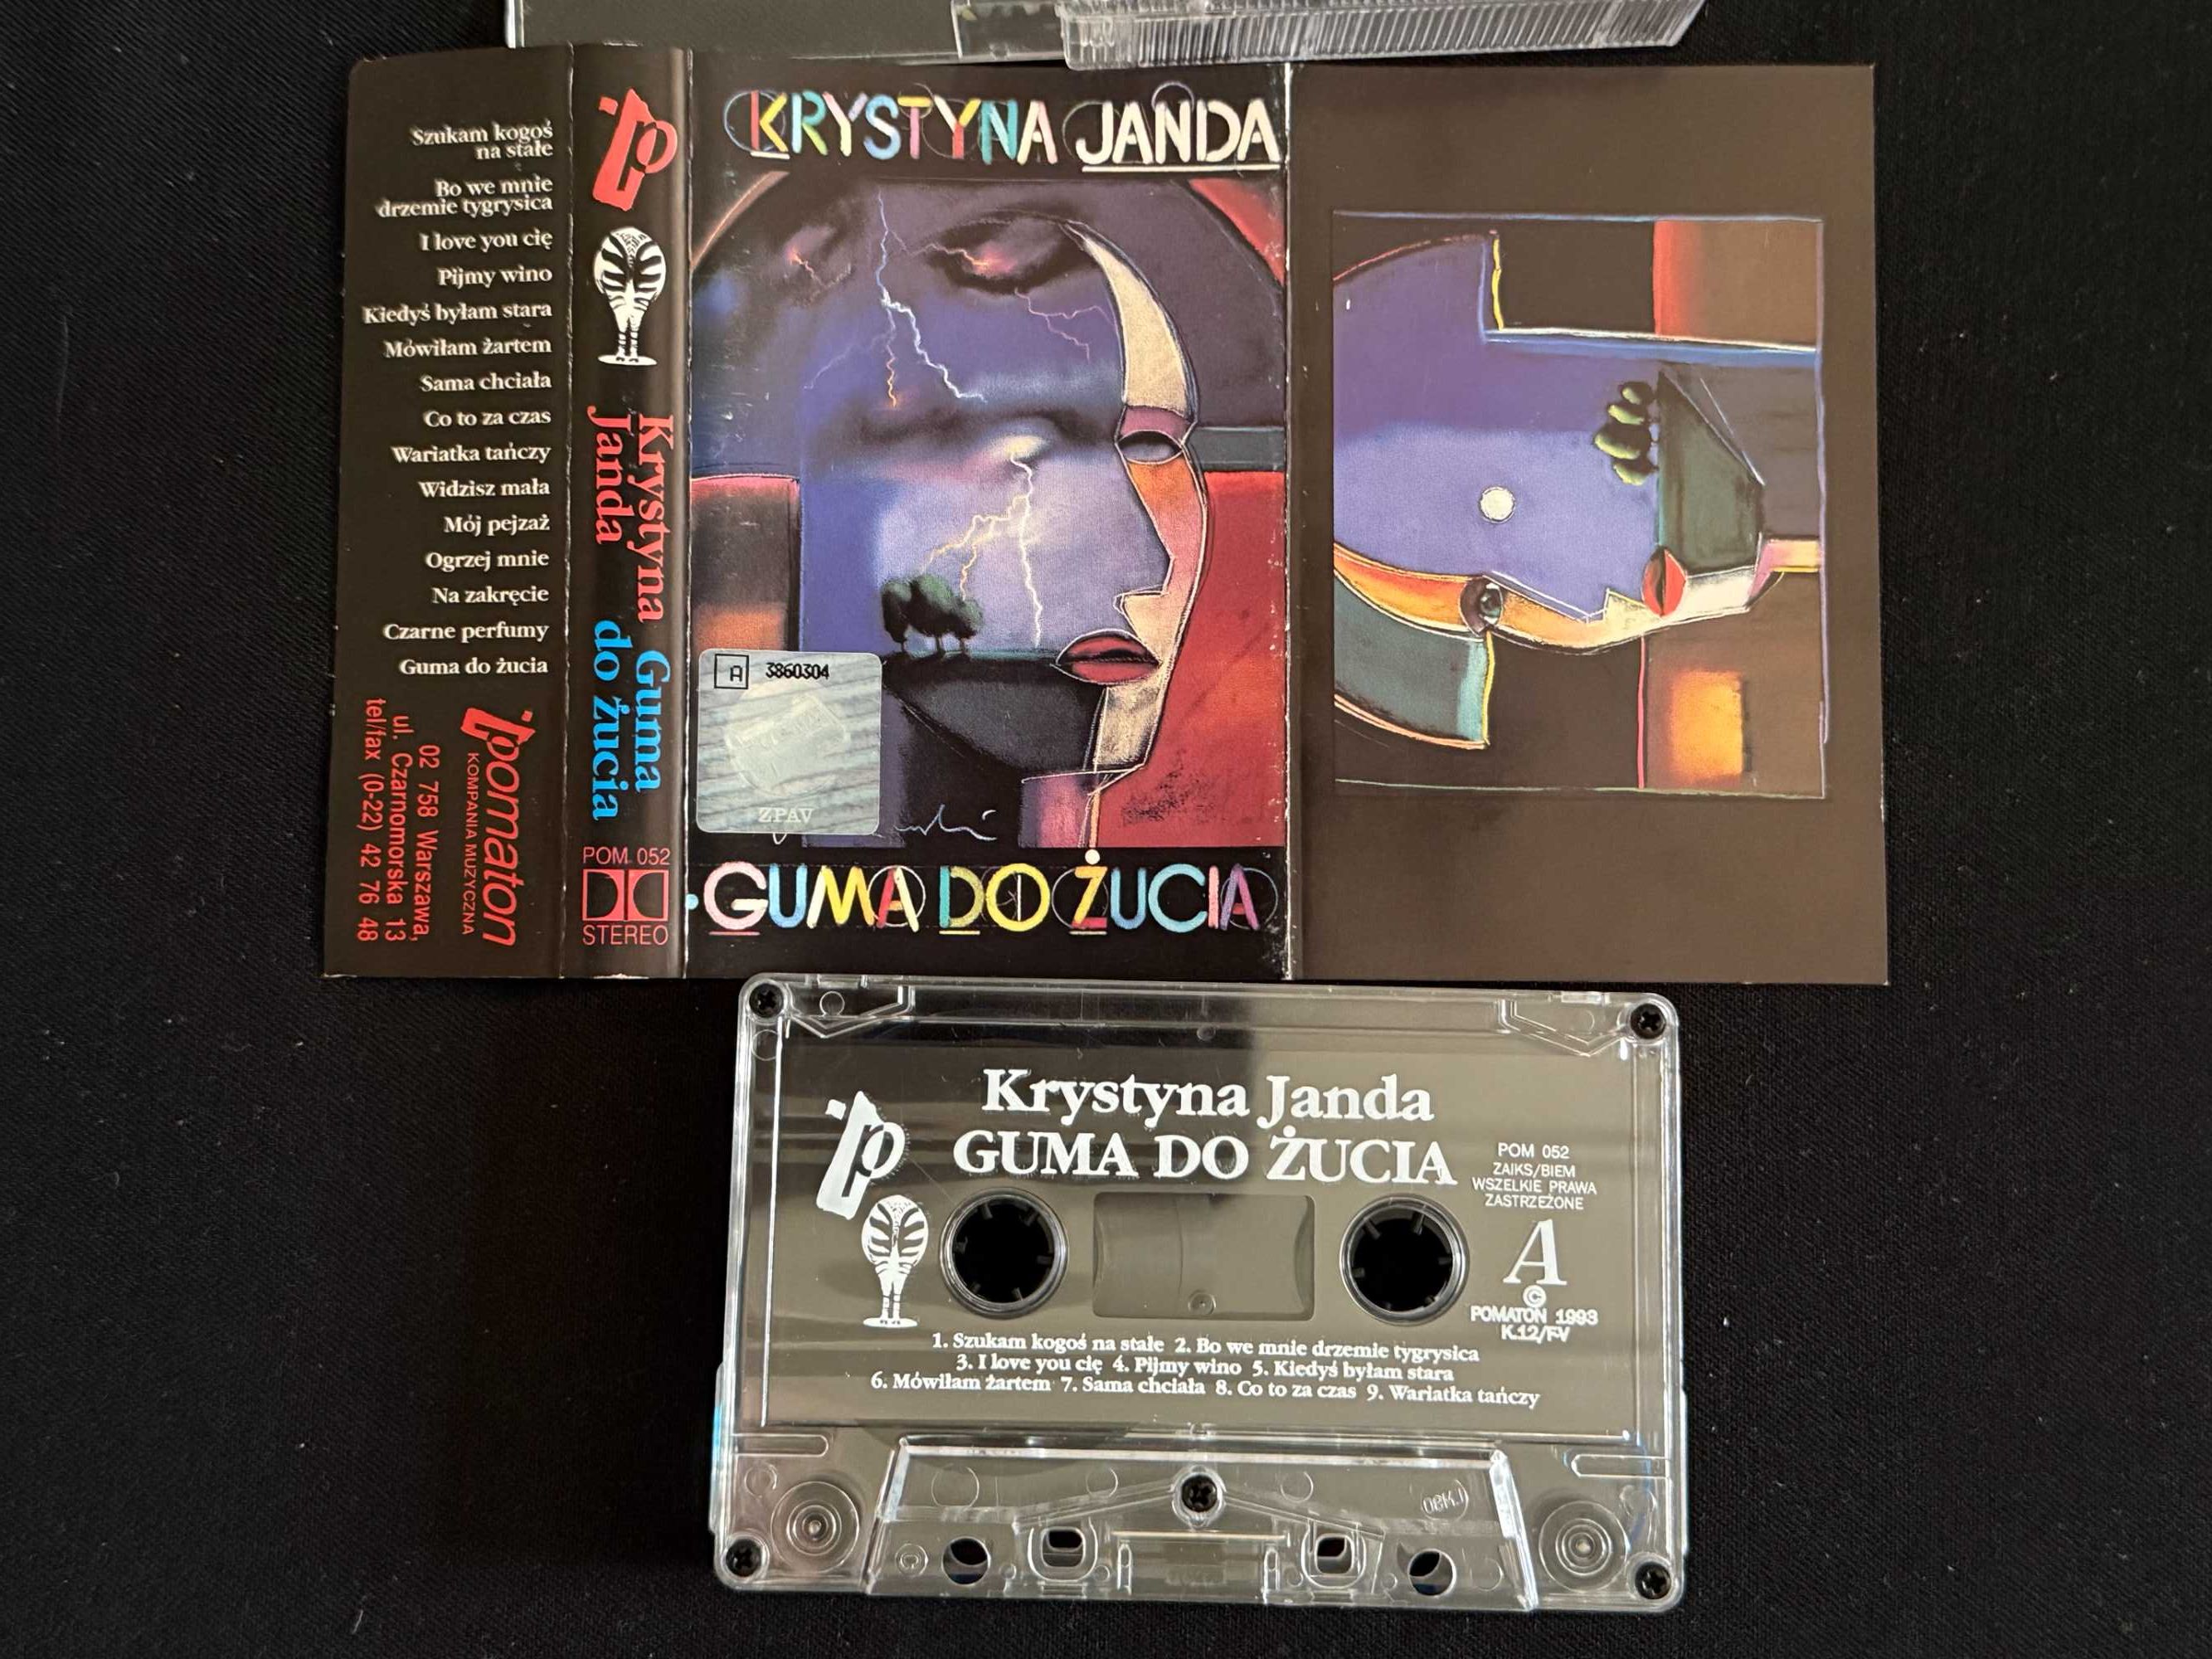 Szukam kogoś
na stałe
Bo we mnie
drzemie tygrysica
I love you cię
Pijmy wino
Kiedyś byłam stara
Mówiłam żartem
Sama chciała
Co to za czas
Wariatka tańczy
Widzisz mała
Mój pejzaż
Ogrzej mnie
Na zakręcie
Czarne perfumy
Guma do żucia
pomaton
KOMPANIA MUZYCZNA
02 758 Warszawa,
ul. Czarnomorska 13
tel/fax (0-22) 42 76 48
p
Krystyna
Janda
Guma
do żucia
POM 052
STEREO
KRYSTYNA JANDA
A 3860304
ZPAV
GUMA DO ŻUCIA
Krystyna Janda
GUMA DO ŻUCIA
p
POM 052
ZAIKS/BIEM
WSZELKIE PRAWA
ZASTRZEŻONE
A
©
POMATON 1993
K.12/FV
1. Szukam kogoś na stałe 2. Bo we mnie drzemie tygrysica
3. I love you cię 4. Pijmy wino 5. Kiedyś byłam stara
6. Mówiłam żartem 7. Sama chciała 8. Co to za czas 9. Wariatka tańczy